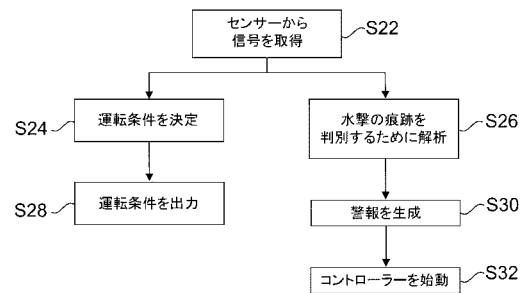 センサーから
信号を取得
S22
S24
運転条件を決定
水撃の痕跡を
判別するために解析
S26
S28
運転条件を出力
警報を生成
S30
コントローラーを始動
S32